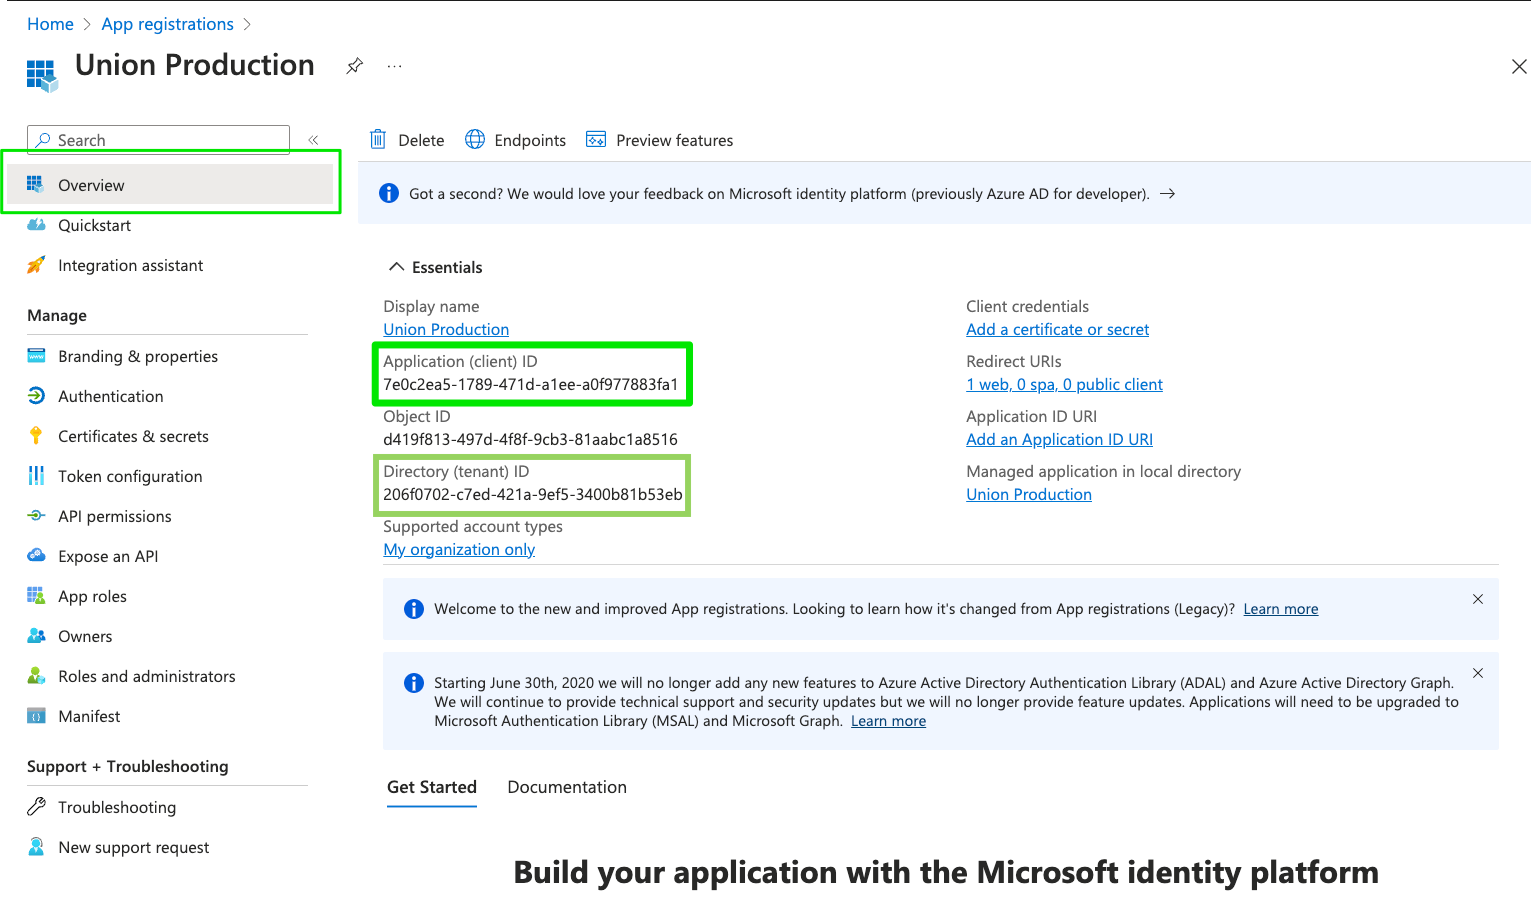 Home > App registrations >
Union Production ...
Search «
Overview
Quickstart
Integration assistant
Manage
Branding & properties
Authentication
Certificates & secrets
Token configuration
API permissions
Expose an API
App roles
Owners
Roles and administrators
Manifest
Support + Troubleshooting
Troubleshooting
New support request
Delete Endpoints Preview features
Got a second? We would love your feedback on Microsoft identity platform (previously Azure AD for developer). →
Essentials
Display name
Union Production
Application (client) ID
7e0c2ea5-1789-471d-a1ee-a0f977883fa1
Object ID
d419f813-497d-4f8f-9cb3-81aabc1a8516
Directory (tenant) ID
206f0702-c7ed-421a-9ef5-3400b81b53eb
Supported account types
My organization only
Client credentials
Add a certificate or secret
Redirect URIs
1 web, 0 spa, 0 public client
Application ID URI
Add an Application ID URI
Managed application in local directory
Union Production
Welcome to the new and improved App registrations. Looking to learn how it's changed from App registrations (Legacy)? Learn more
Starting June 30th, 2020 we will no longer add any new features to Azure Active Directory Authentication Library (ADAL) and Azure Active Directory Graph.
We will continue to provide technical support and security updates but we will no longer provide feature updates. Applications will need to be upgraded to
Microsoft Authentication Library (MSAL) and Microsoft Graph. Learn more
Get Started Documentation
Build your application with the Microsoft identity platform